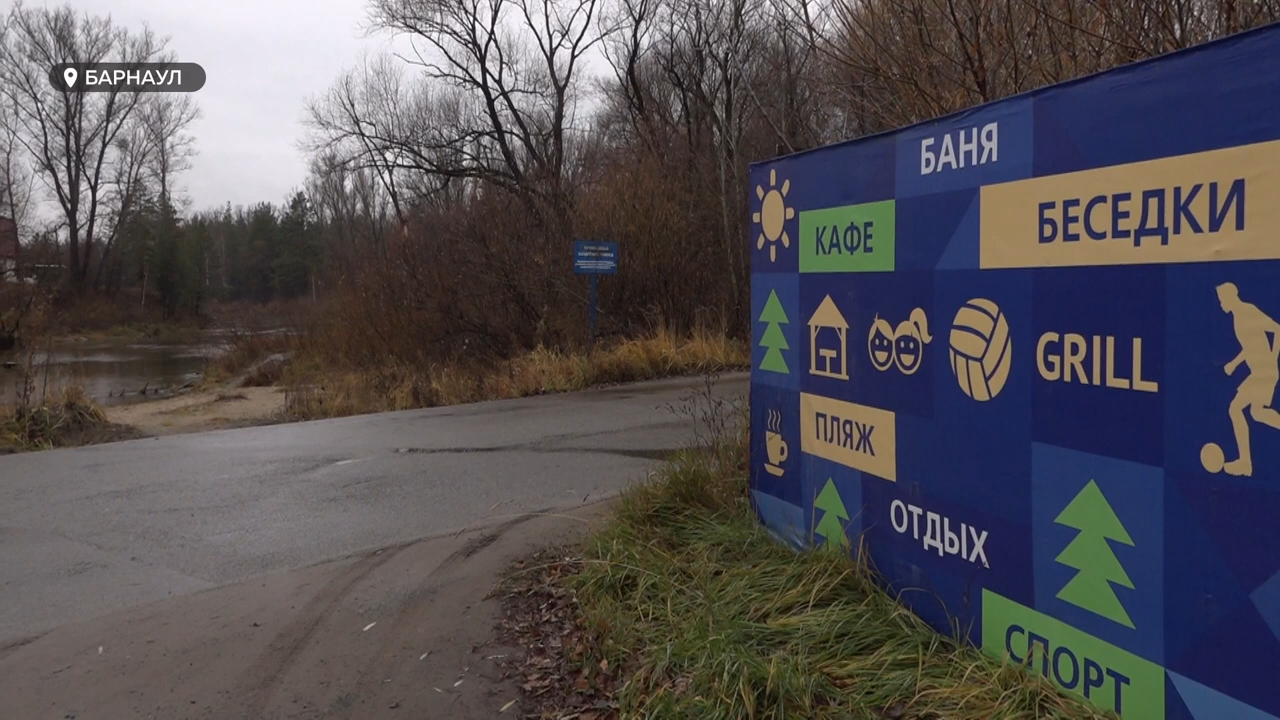 БАРНАУЛ
БАНЯ
БЕСЕДКИ
КАФЕ
GRILL
ПЛЯЖ
ОТДЫХ
СПОРТ